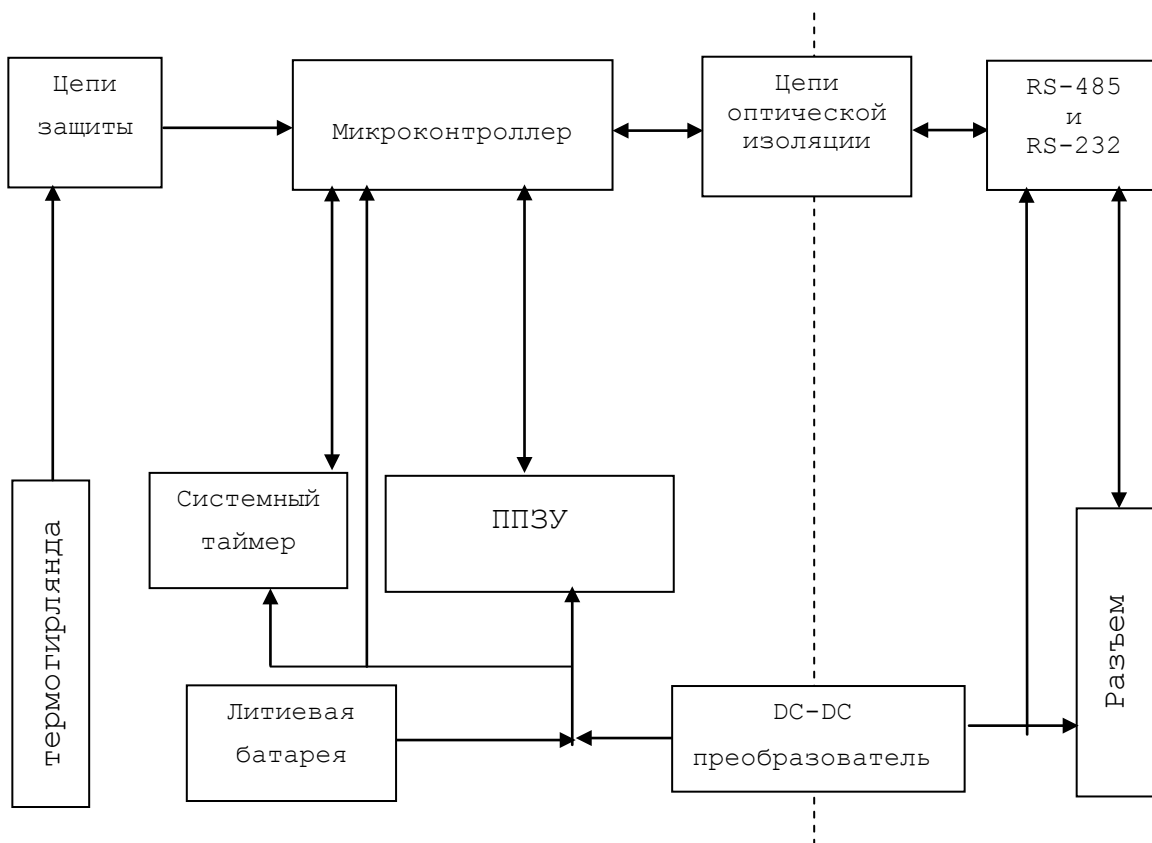 Цепи
защиты
Микроконтроллер
Цепи
оптической
изоляции
RS-485
и
RS-232
термогирлянда
Системный
таймер
ППЗУ
Разъем
Литиевая
батарея
DC-DC
преобразователь